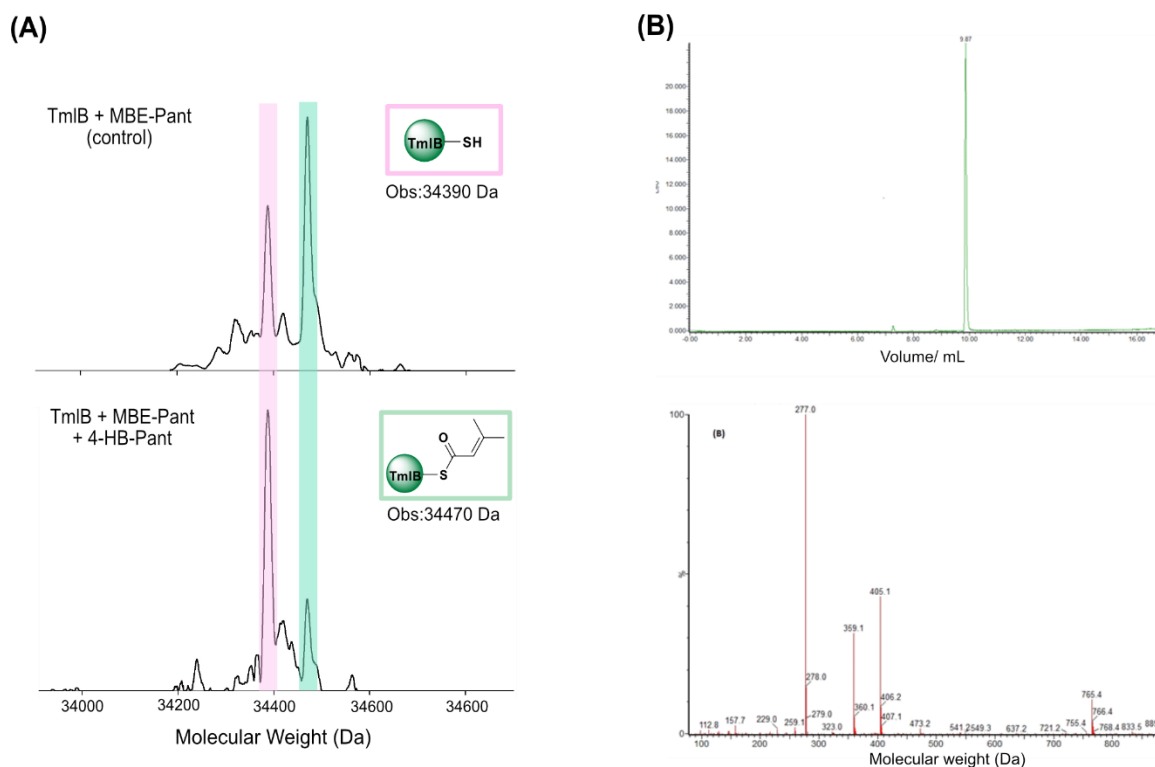 (A)
TmlB + MBE-Pant
(control)
TmlB
SH
Obs:34390 Da
TmlB + MBE-Pant
+ 4-HB-Pant
O
TmlB
S
Obs:34470 Da
34000 34200 34400 34600
Molecular Weight (Da)
(B)
9.87
20.000
18.000
16.000
14.000
12.000
10.000
8.000
6.000
4.000
2.000
0.000
-0.00 2.00 4.00 6.00 8.00 10.00 12.00 14.00 16.0
Volume/ mL
100
(B)
277.0
405.1
359.1
278.0
406.2
765.4
360.1
766.4
279.0
407.1
112.8 157.7 229.0 259.1 323.0 473.2 541.2 549.3 637.2 721.2 755.4 768.4 833.5
%
0
100 200 300 400 500 600 700 800
Molecular weight (Da)